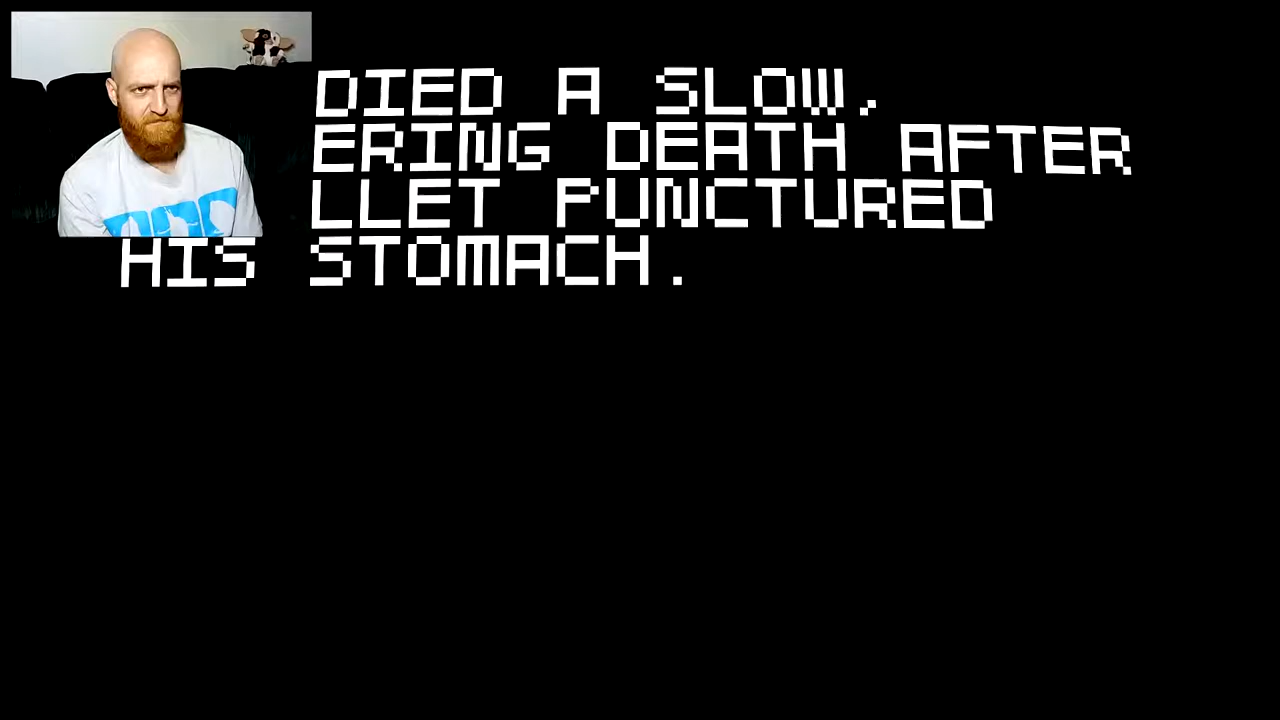 DIED A SLOW,
ERING DEATH AFTER
LLET PUNCTURED
HIS STOMACH.